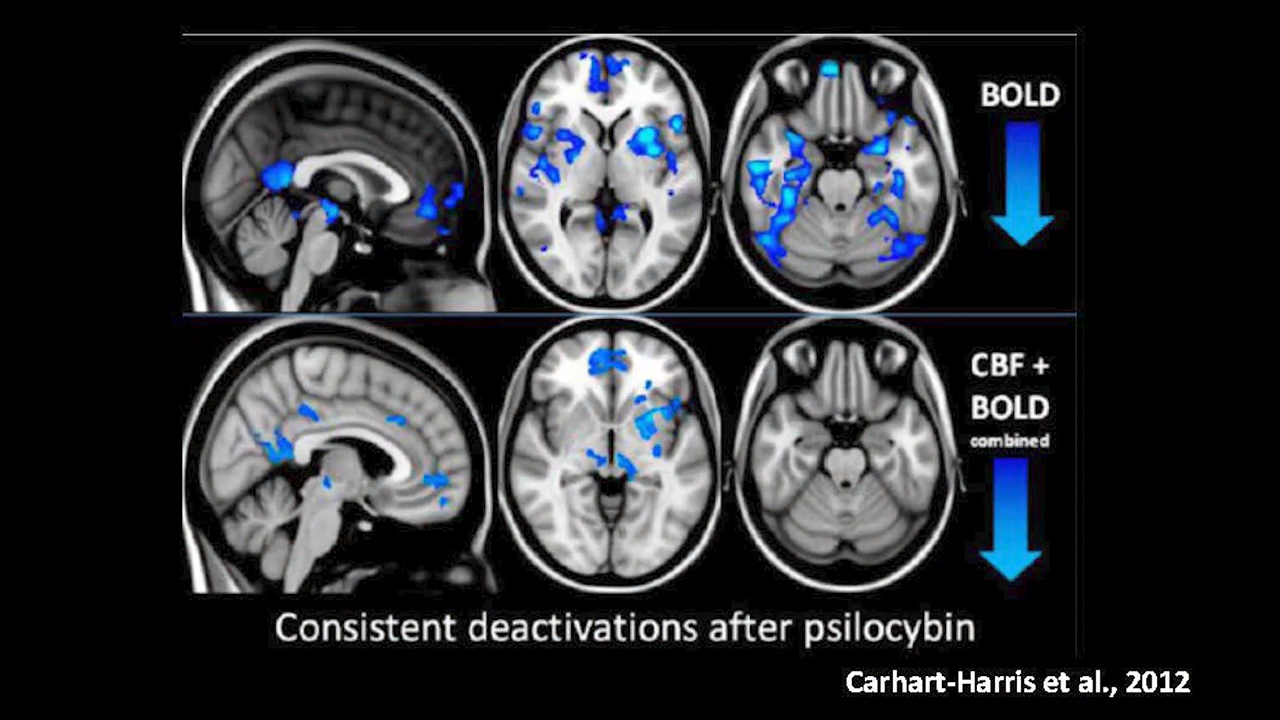 BOLD
CBF +
BOLD
combined
Consistent deactivations after psilocybin
Carhart-Harris et al., 2012